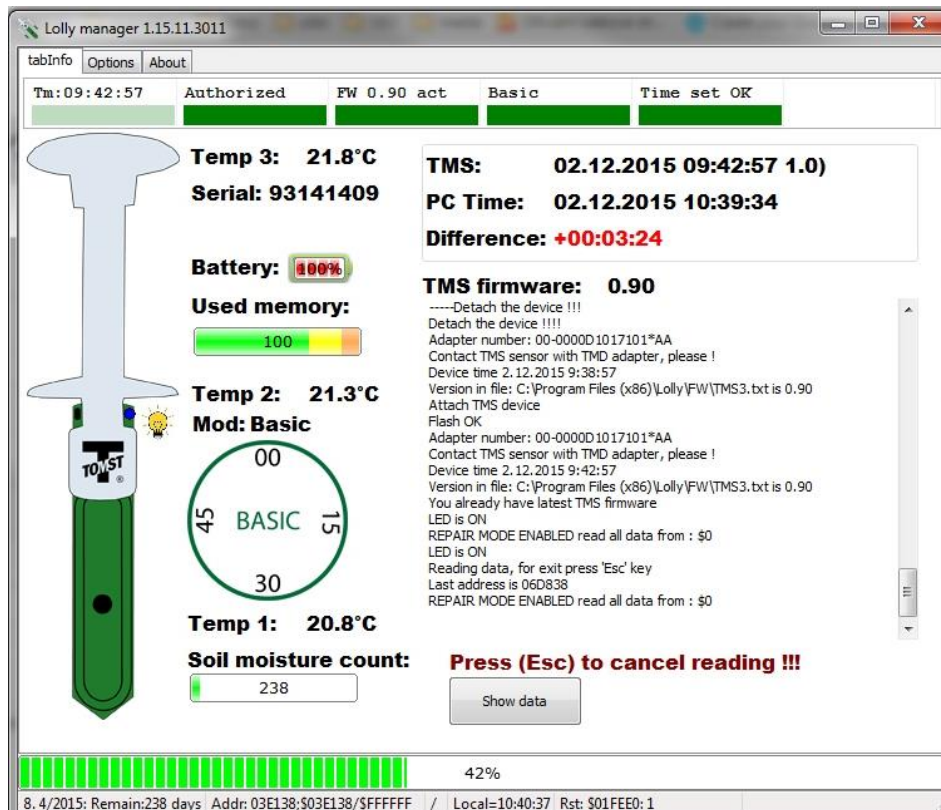 Lolly manager 1.15.11.3011
tabInfo Options About
Tm:09:42:57 Authorized FW 0.90 act Basic Time set OK
Temp 3: 21.8°C
Serial: 93141409
TMS: 02.12.2015 09:42:57 1.0)
PC Time: 02.12.2015 10:39:34
Difference: +00:03:24
Battery: 100%
Used memory:
100
TMS firmware: 0.90
-----Detach the device !!!
Detach the device !!!!
Adapter number: 00-0000D1017101*AA
Contact TMS sensor with TMD adapter, please !
Device time 2.12.2015 9:38:57
Version in file: C:\Program Files (x86)\Lolly\FW\TMS3.txt is 0.90
Attach TMS device
Flash OK
Adapter number: 00-0000D1017101*AA
Contact TMS sensor with TMD adapter, please !
Device time 2.12.2015 9:42:57
Version in file: C:\Program Files (x86)\Lolly\FW\TMS3.txt is 0.90
You already have latest TMS firmware
LED is ON
REPAIR MODE ENABLED read all data from : $0
LED is ON
Reading data, for exit press 'Esc' key
Last address is 06D838
REPAIR MODE ENABLED read all data from : $0
Temp 2: 21.3°C
Mod: Basic
TOMST ®
00
45 BASIC 15
30
Temp 1: 20.8°C
Soil moisture count:
238
Press (Esc) to cancel reading !!!
Show data
42%
8. 4/2015: Remain:238 days Addr: 03E138:$03E138/$FFFFFF / Local=10:40:37 Rst: $01FEE0: 1